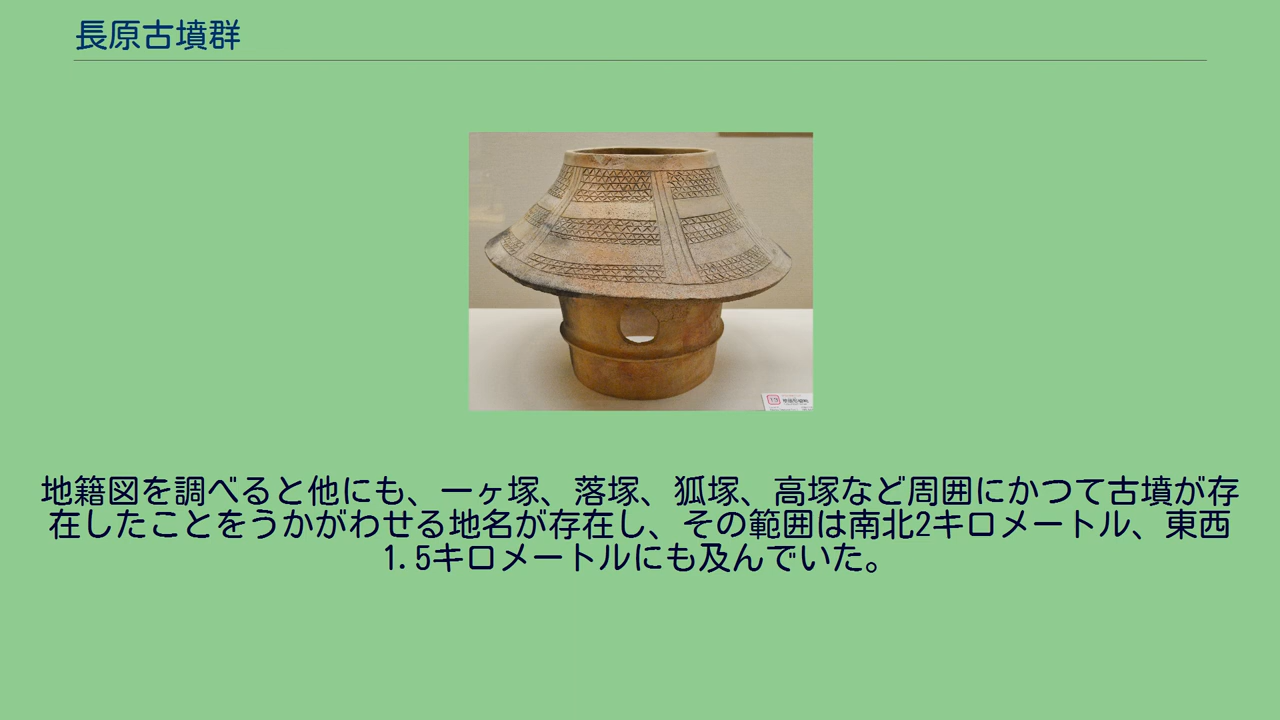 長原古墳群
地籍図を調べると他にも、一ヶ塚、落塚、狐塚、高塚など周囲にかつて古墳が存
在したことをうかがわせる地名が存在し、その範囲は南北2キロメートル、東西
1.5キロメートルにも及んでいた。